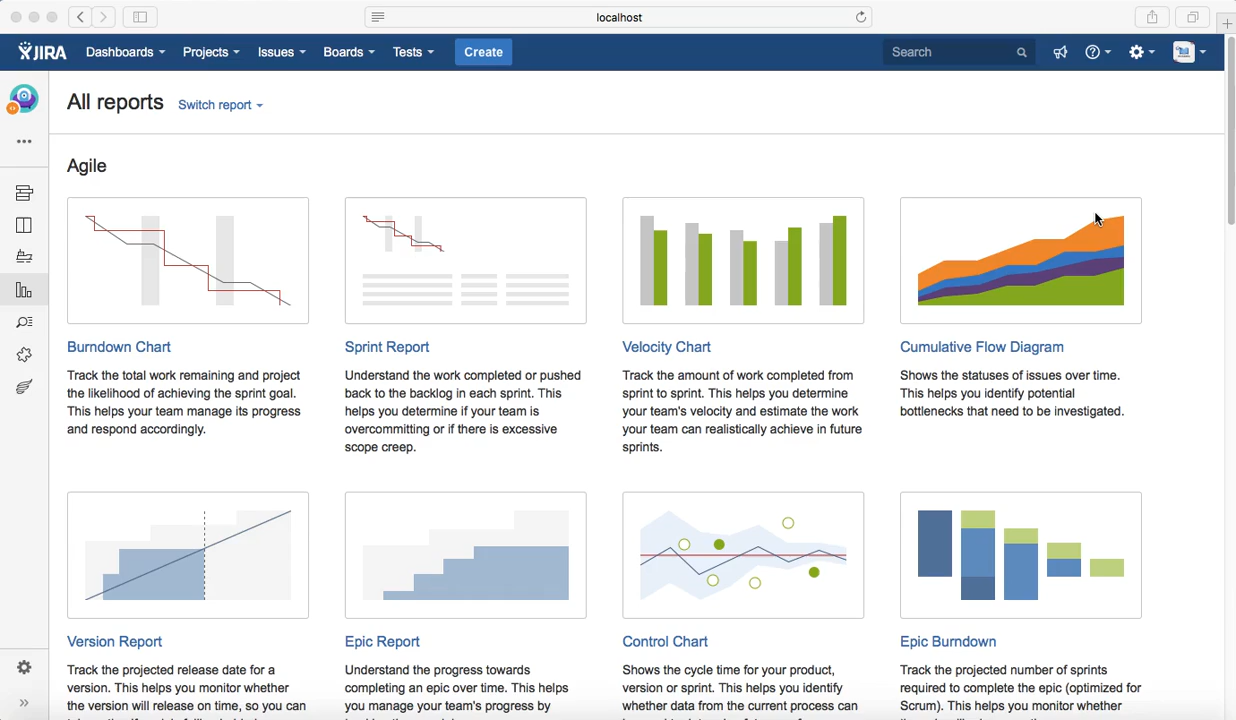 localhost
JIRA Dashboards Projects Issues Boards Tests Create Search
All reports Switch report
Agile
Burndown Chart
Track the total work remaining and project
the likelihood of achieving the sprint goal.
This helps your team manage its progress
and respond accordingly.
Sprint Report
Understand the work completed or pushed
back to the backlog in each sprint. This
helps you determine if your team is
overcommitting or if there is excessive
scope creep.
Velocity Chart
Track the amount of work completed from
sprint to sprint. This helps you determine
your team's velocity and estimate the work
your team can realistically achieve in future
sprints.
Cumulative Flow Diagram
Shows the statuses of issues over time.
This helps you identify potential
bottlenecks that need to be investigated.
Version Report
Track the projected release date for a
version. This helps you monitor whether
the version will release on time, so you can
Epic Report
Understand the progress towards
completing an epic over time. This helps
you manage your team's progress by
Control Chart
Shows the cycle time for your product,
version or sprint. This helps you identify
whether data from the current process can
Epic Burndown
Track the projected number of sprints
required to complete the epic (optimized for
Scrum). This helps you monitor whether